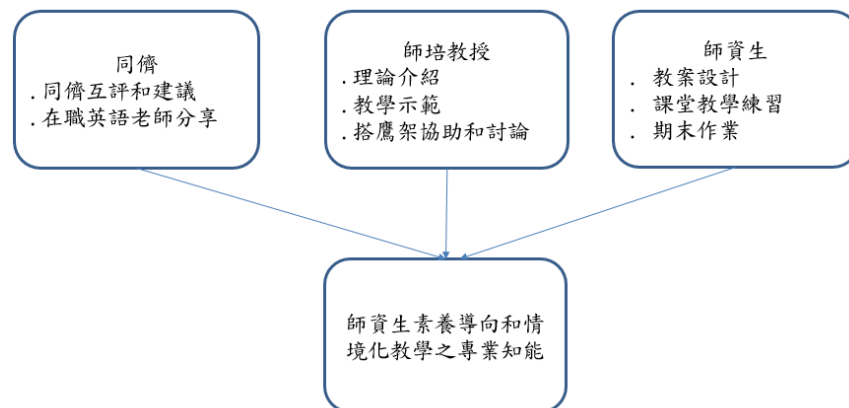 同儕
. 同儕互評和建議
. 在職英語老師分享
師培教授
. 理論介紹
. 教學示範
. 搭鷹架協助和討論
師資生
. 教案設計
. 課堂教學練習
. 期末作業
師資生素養導向和情
境化教學之專業知能